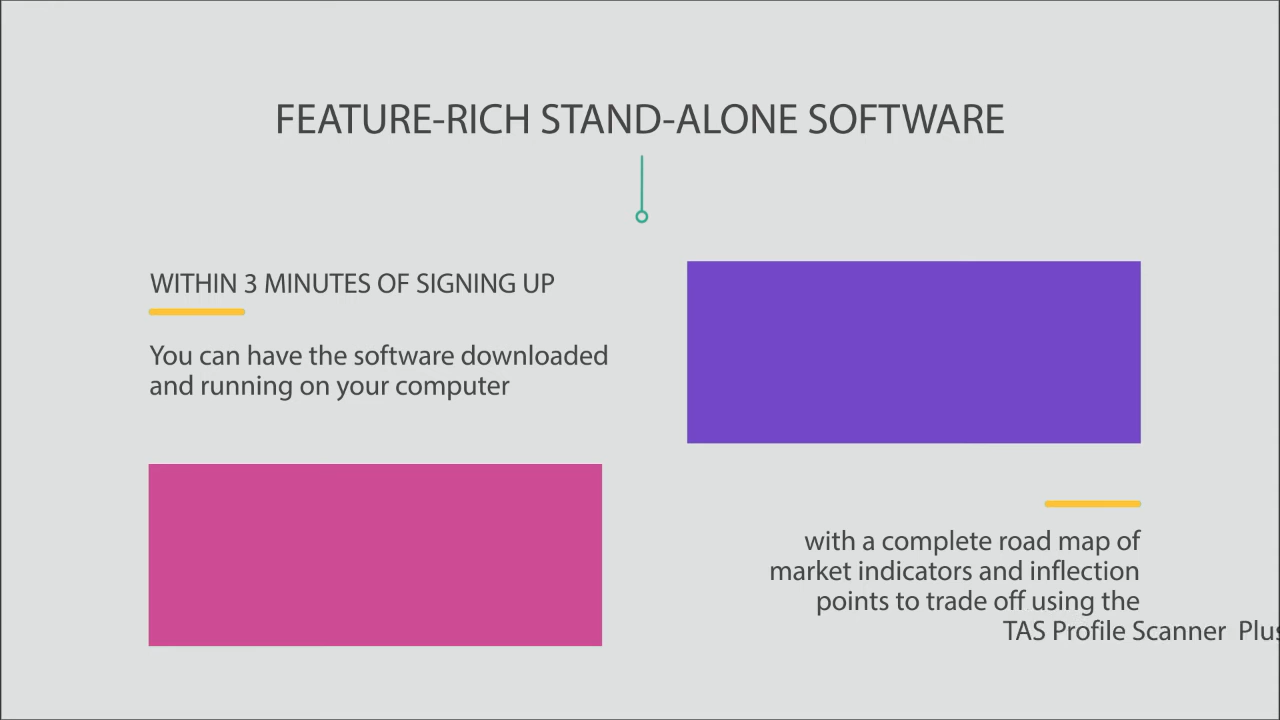 FEATURE-RICH STAND-ALONE SOFTWARE
WITHIN 3 MINUTES OF SIGNING UP
You can have the software downloaded
and running on your computer
with a complete road map of
market indicators and inflection
points to trade off using the
TAS Profile Scanner Plus